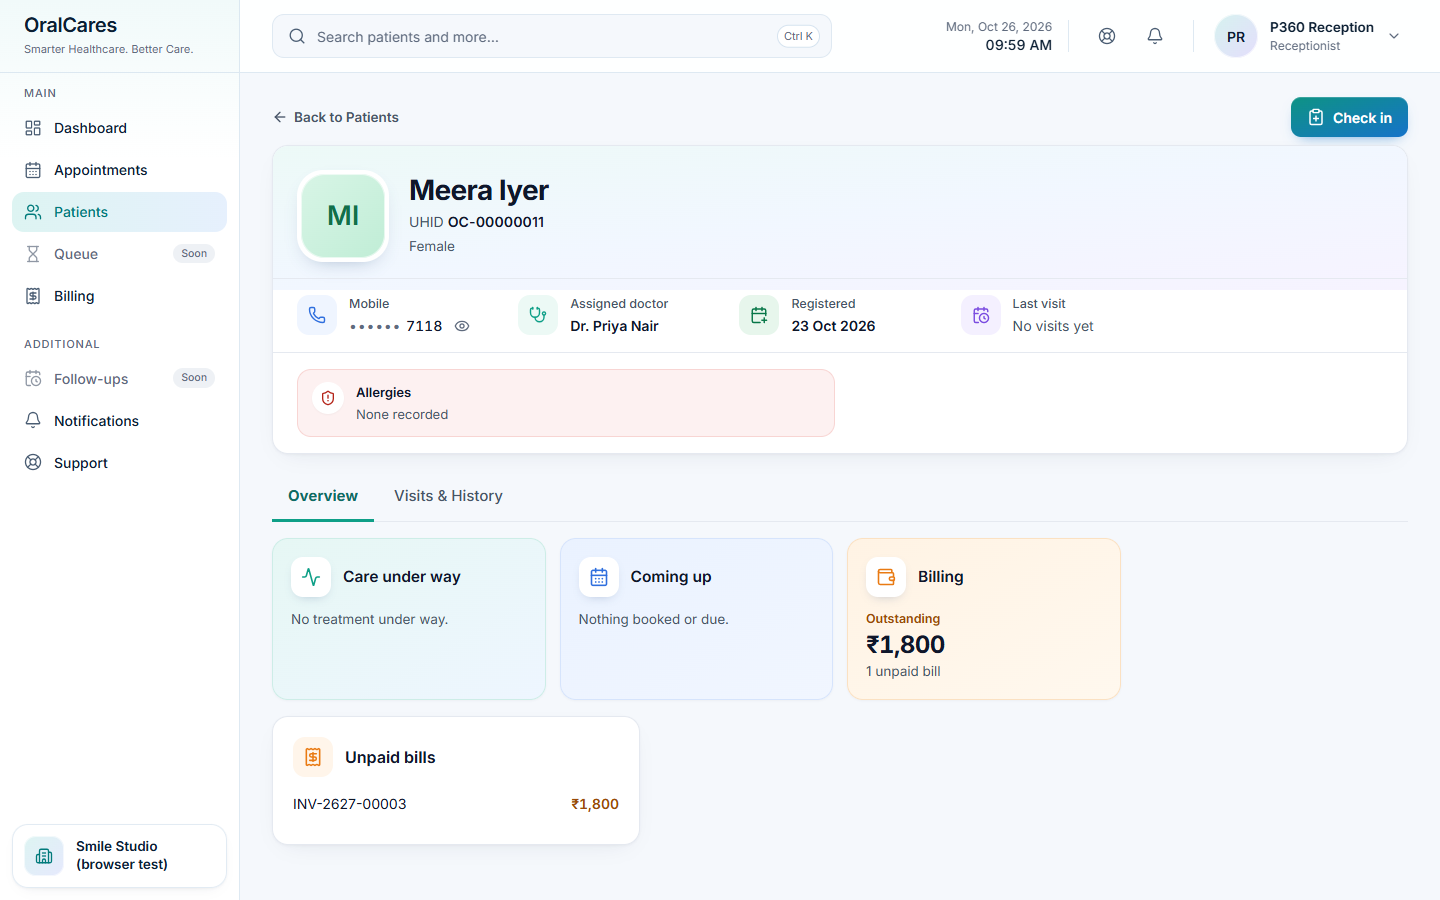 OralCares
Smarter Healthcare. Better Care.
MAIN
Dashboard
Appointments
Patients
Queue Soon
Billing
ADDITIONAL
Follow-ups Soon
Notifications
Support
Smile Studio
(browser test)
Search patients and more... Ctrl K
Mon, Oct 26, 2026
09:59 AM
PR
P360 Reception
Receptionist
Back to Patients
Check in
MI
Meera Iyer
UHID OC-00000011
Female
Mobile
•••••• 7118
Assigned doctor
Dr. Priya Nair
Registered
23 Oct 2026
Last visit
No visits yet
Allergies
None recorded
Overview Visits & History
Care under way
No treatment under way.
Coming up
Nothing booked or due.
Billing
Outstanding
₹1,800
1 unpaid bill
Unpaid bills
INV-2627-00003 ₹1,800